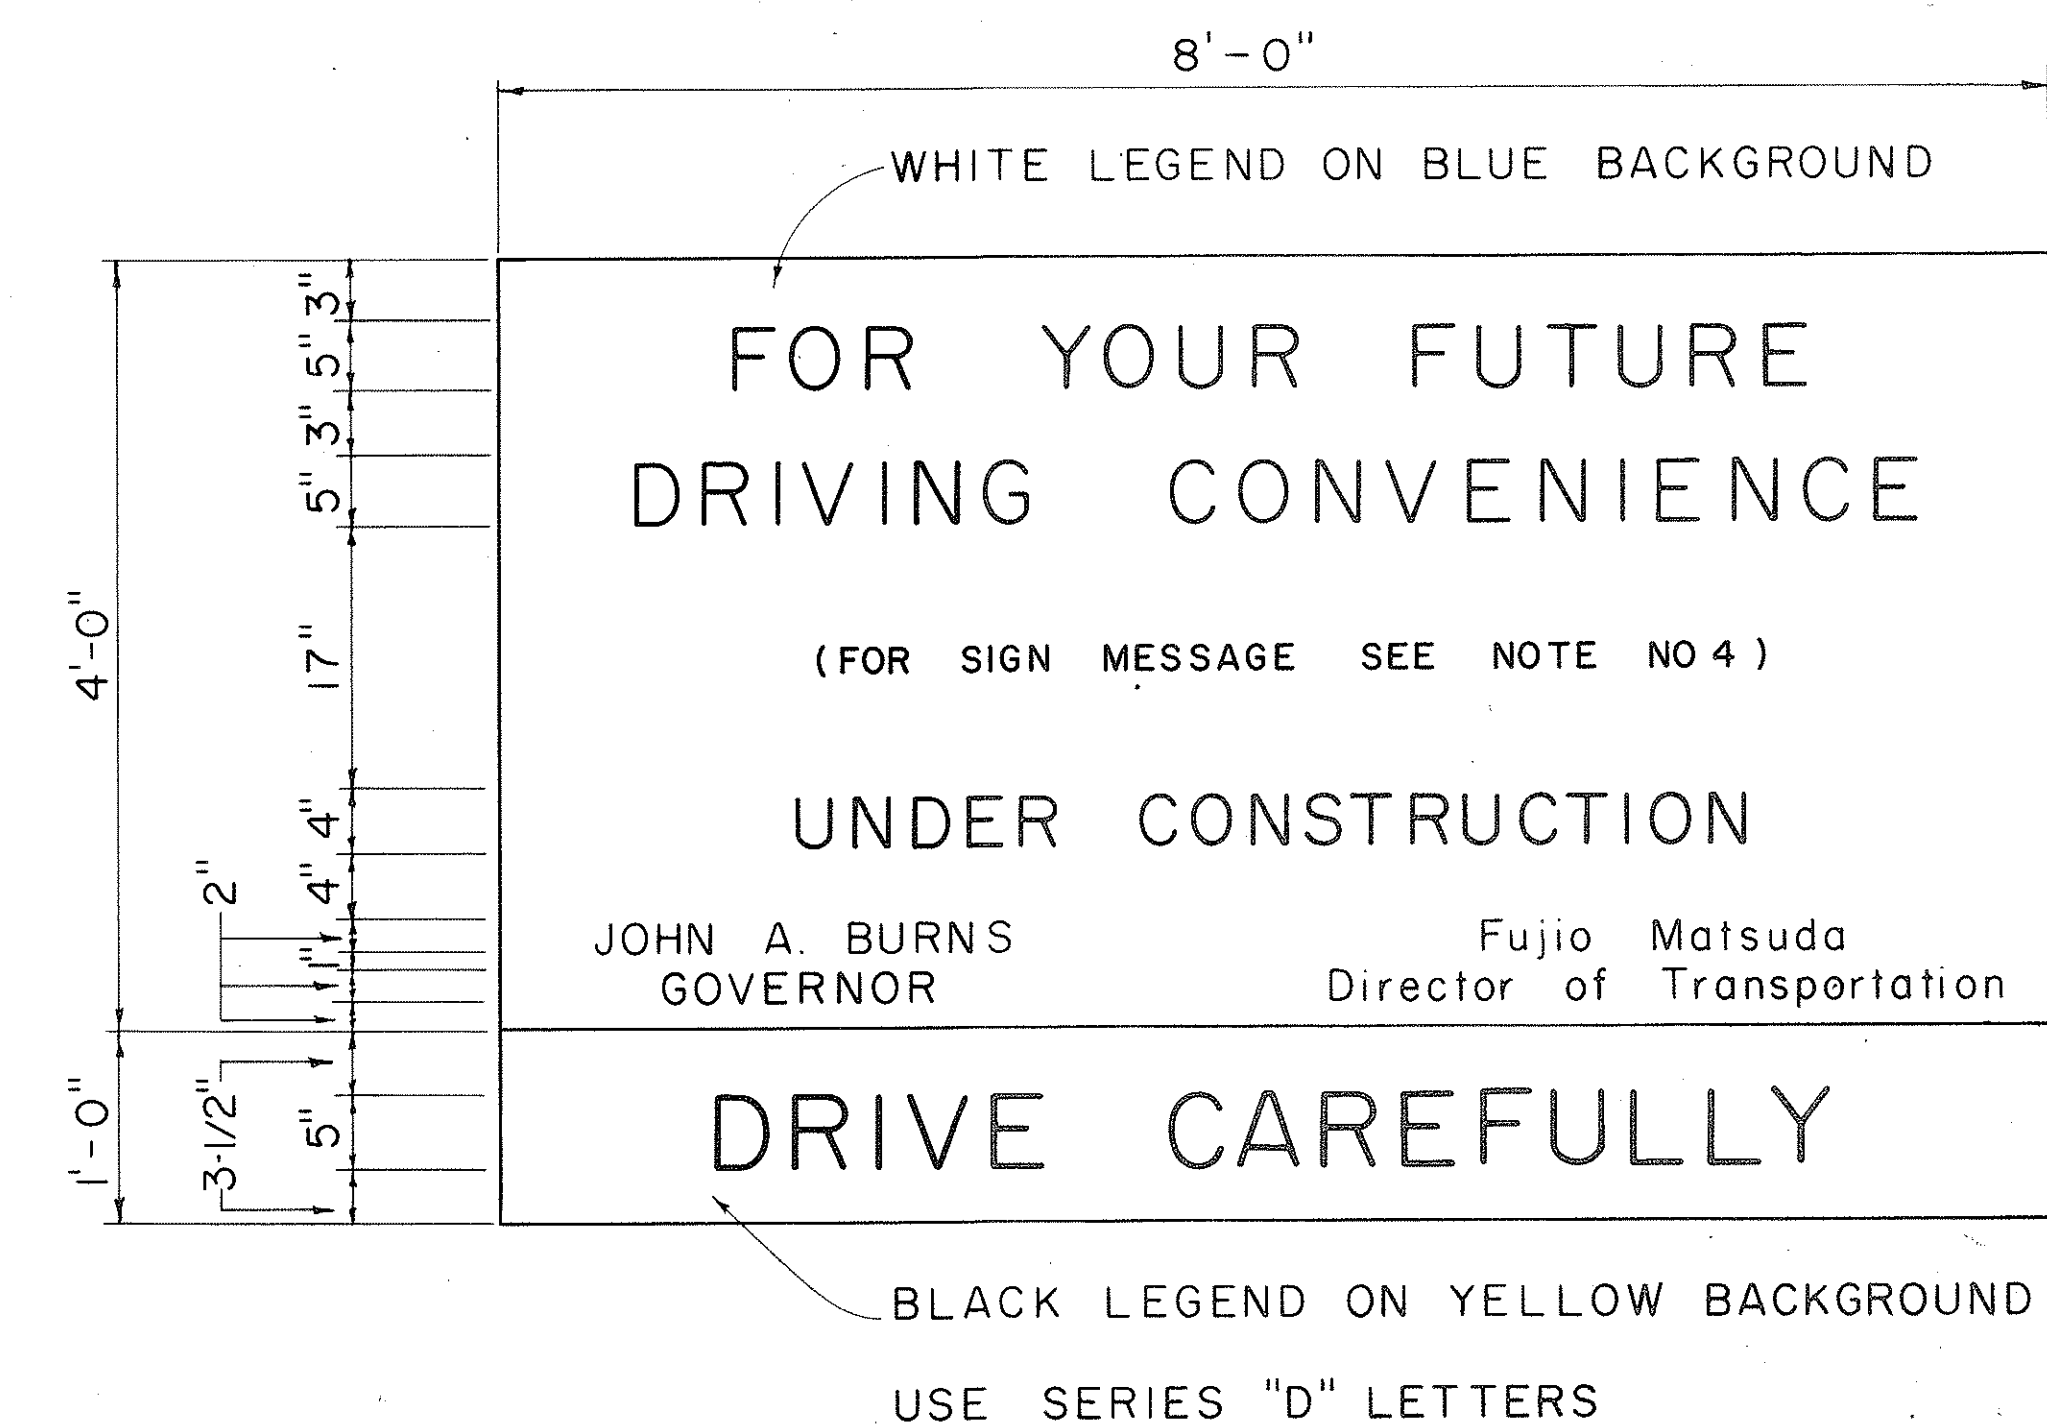 8'-0"
WHITE LEGEND ON BLUE BACKGROUND
3"
5"
3"
5"
17"
4"
4"
2"
1"
4'-0"
FOR YOUR FUTURE
DRIVING CONVENIENCE
(FOR SIGN MESSAGE SEE NOTE NO 4)
UNDER CONSTRUCTION
JOHN A. BURNS
GOVERNOR
Fujio Matsuda
Director of Transportation
1'-0"
3-1/2"
5"
DRIVE CAREFULLY
BLACK LEGEND ON YELLOW BACKGROUND
USE SERIES "D" LETTERS